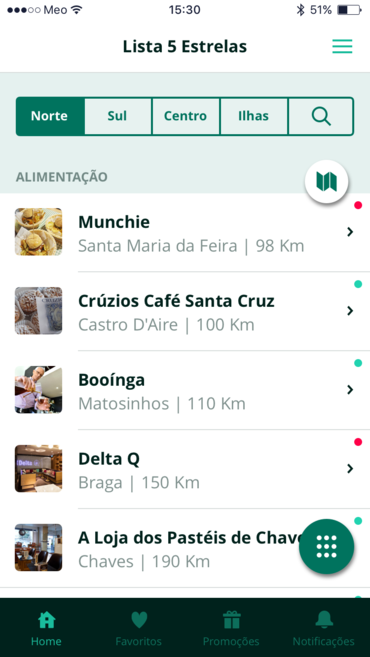 Meo 15:30 51%
Lista 5 Estrelas
Norte Sul Centro Ilhas
ALIMENTAÇÃO
Munchie
Santa Maria da Feira | 98 Km
Crúzios Café Santa Cruz
Castro D'Aire | 100 Km
Booínga
Matosinhos | 110 Km
Delta Q
Braga | 150 Km
A Loja dos Pastéis de Chav
Chaves | 190 Km
Home Favoritos Promoções Notificações